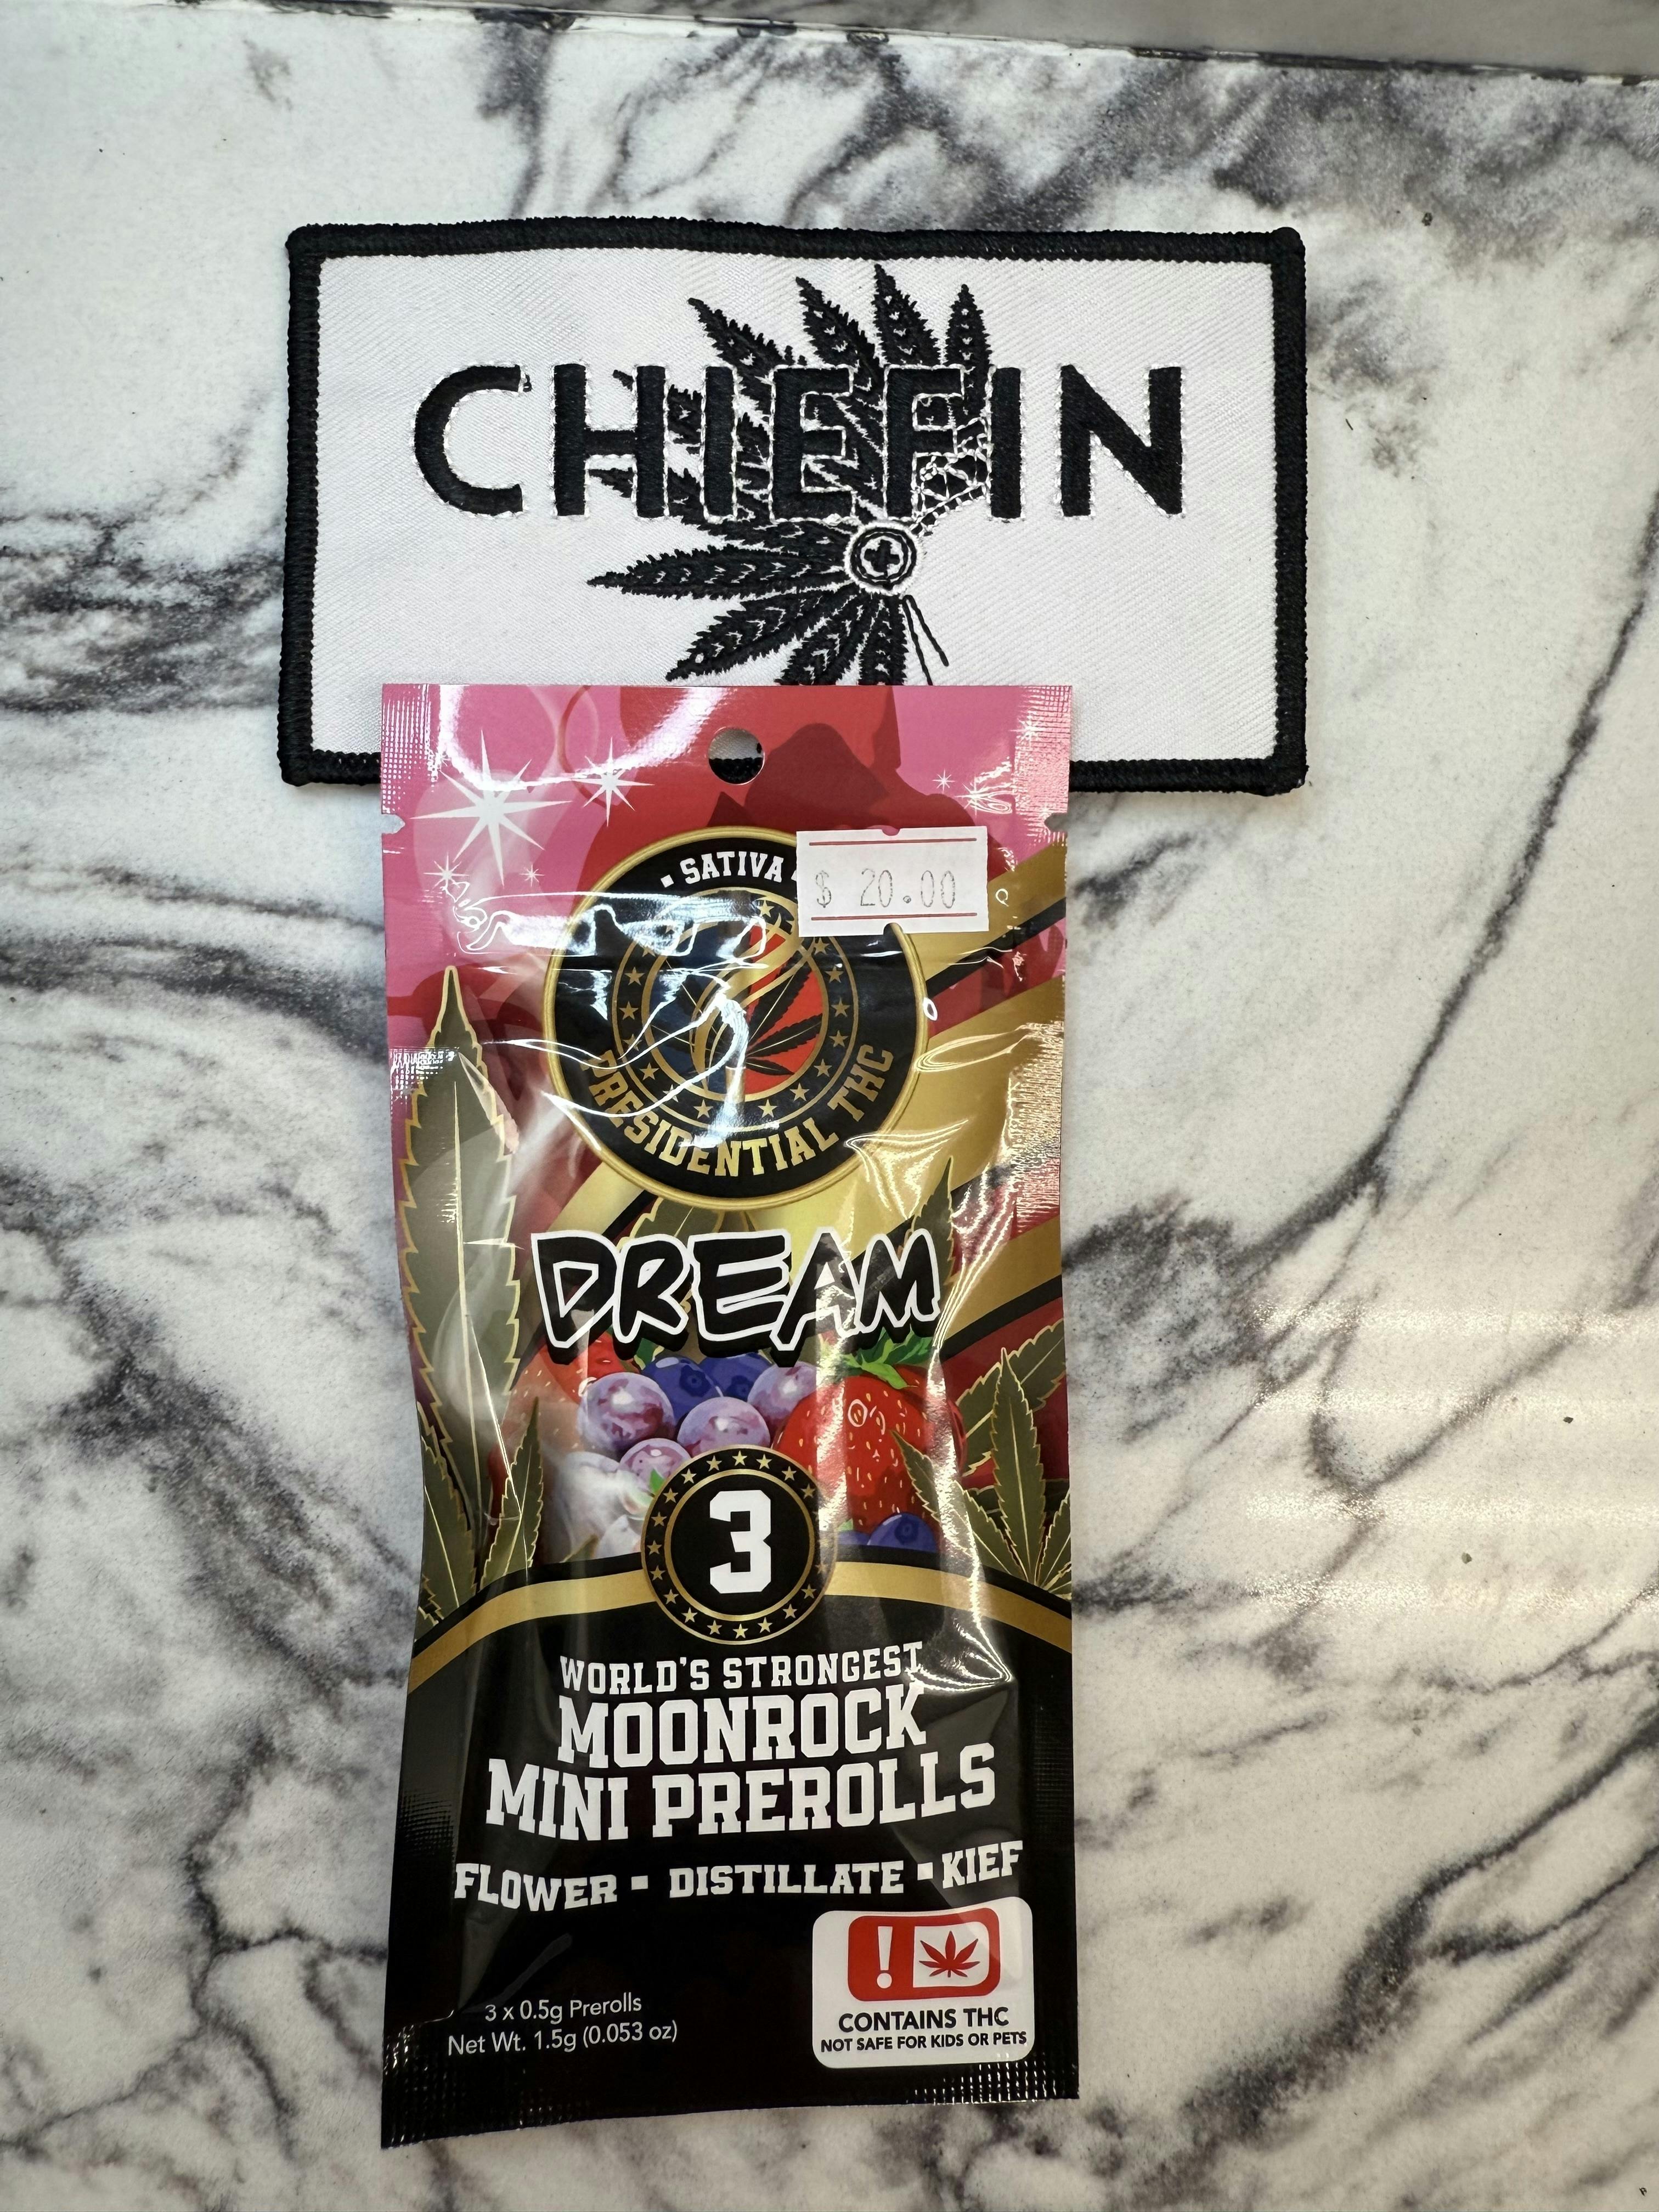 CHIEFIN
▪ SATIVA
$ 20.00
PRESIDENTIAL THC
DREAM
3
WORLD'S STRONGEST
MOONROCK
MINI PREROLLS
FLOWER ▪ DISTILLATE ▪ KIEF
3 x 0.5g Prerolls
Net Wt. 1.5g (0.053 oz)
!
CONTAINS THC
NOT SAFE FOR KIDS OR PETS